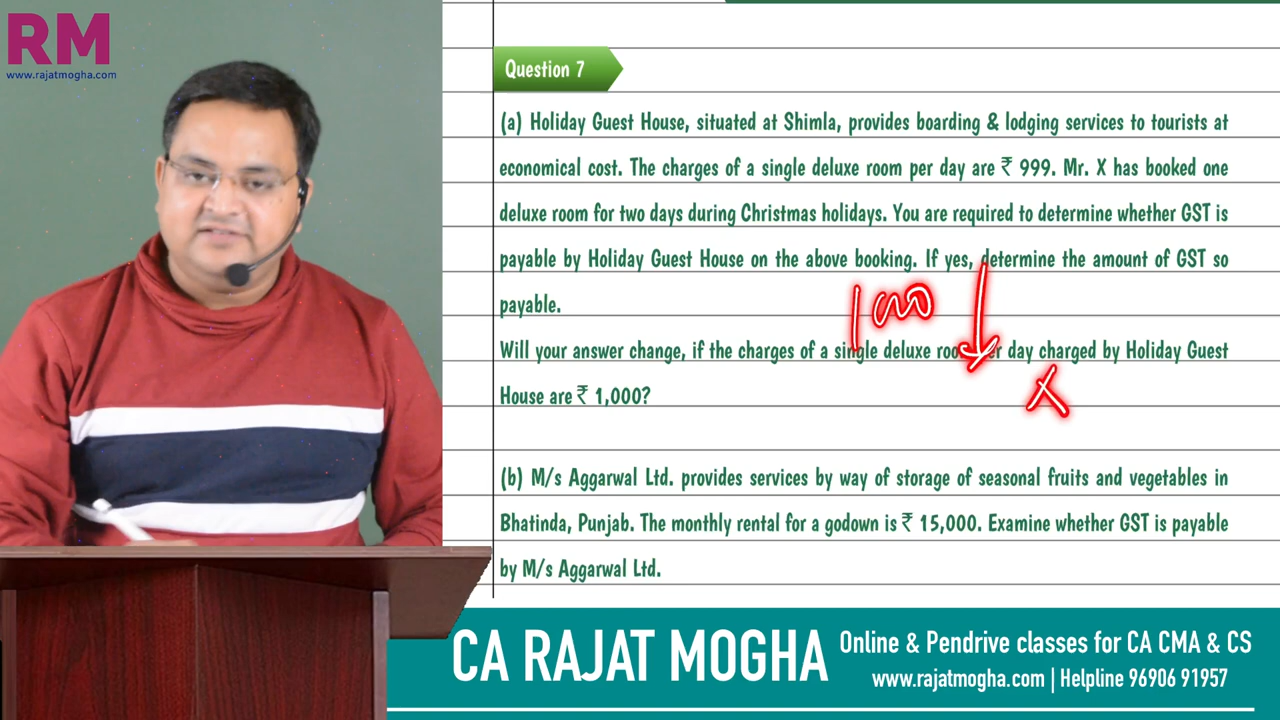 RM
www.rajatmogha.com
Question 7
(a) Holiday Guest House, situated at Shimla, provides boarding & lodging services to tourists at
economical cost. The charges of a single deluxe room per day are ₹ 999. Mr. X has booked one
deluxe room for two days during Christmas holidays. You are required to determine whether GST is
payable by Holiday Guest House on the above booking. If yes, determine the amount of GST so
payable.
1000
Will your answer change, if the charges of a single deluxe room per day charged by Holiday Guest
X
House are ₹ 1,000?
(b) M/s Aggarwal Ltd. provides services by way of storage of seasonal fruits and vegetables in
Bhatinda, Punjab. The monthly rental for a godown is ₹ 15,000. Examine whether GST is payable
by M/s Aggarwal Ltd.
CA RAJAT MOGHA
Online & Pendrive classes for CA CMA & CS
www.rajatmogha.com | Helpline 96906 91957